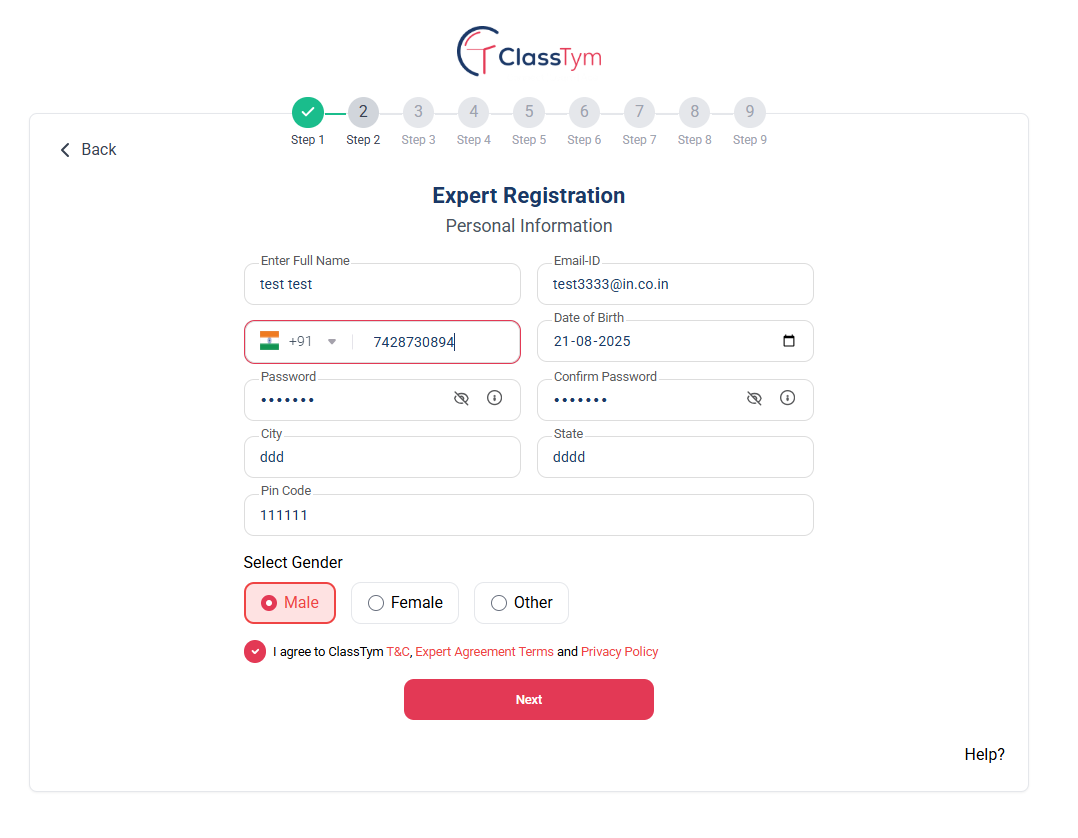 ClassTym
2 3 4 5 6 7 8 9
Step 1 Step 2 Step 3 Step 4 Step 5 Step 6 Step 7 Step 8 Step 9
Back
Expert Registration
Personal Information
Enter Full Name Email-ID
test test test3333@in.co.in
Date of Birth
+91 7428730894 21-08-2025
Password Confirm Password
••••••• •••••••
City State
ddd dddd
Pin Code
111111
Select Gender
Male Female Other
I agree to ClassTym T&C, Expert Agreement Terms and Privacy Policy
Next
Help?